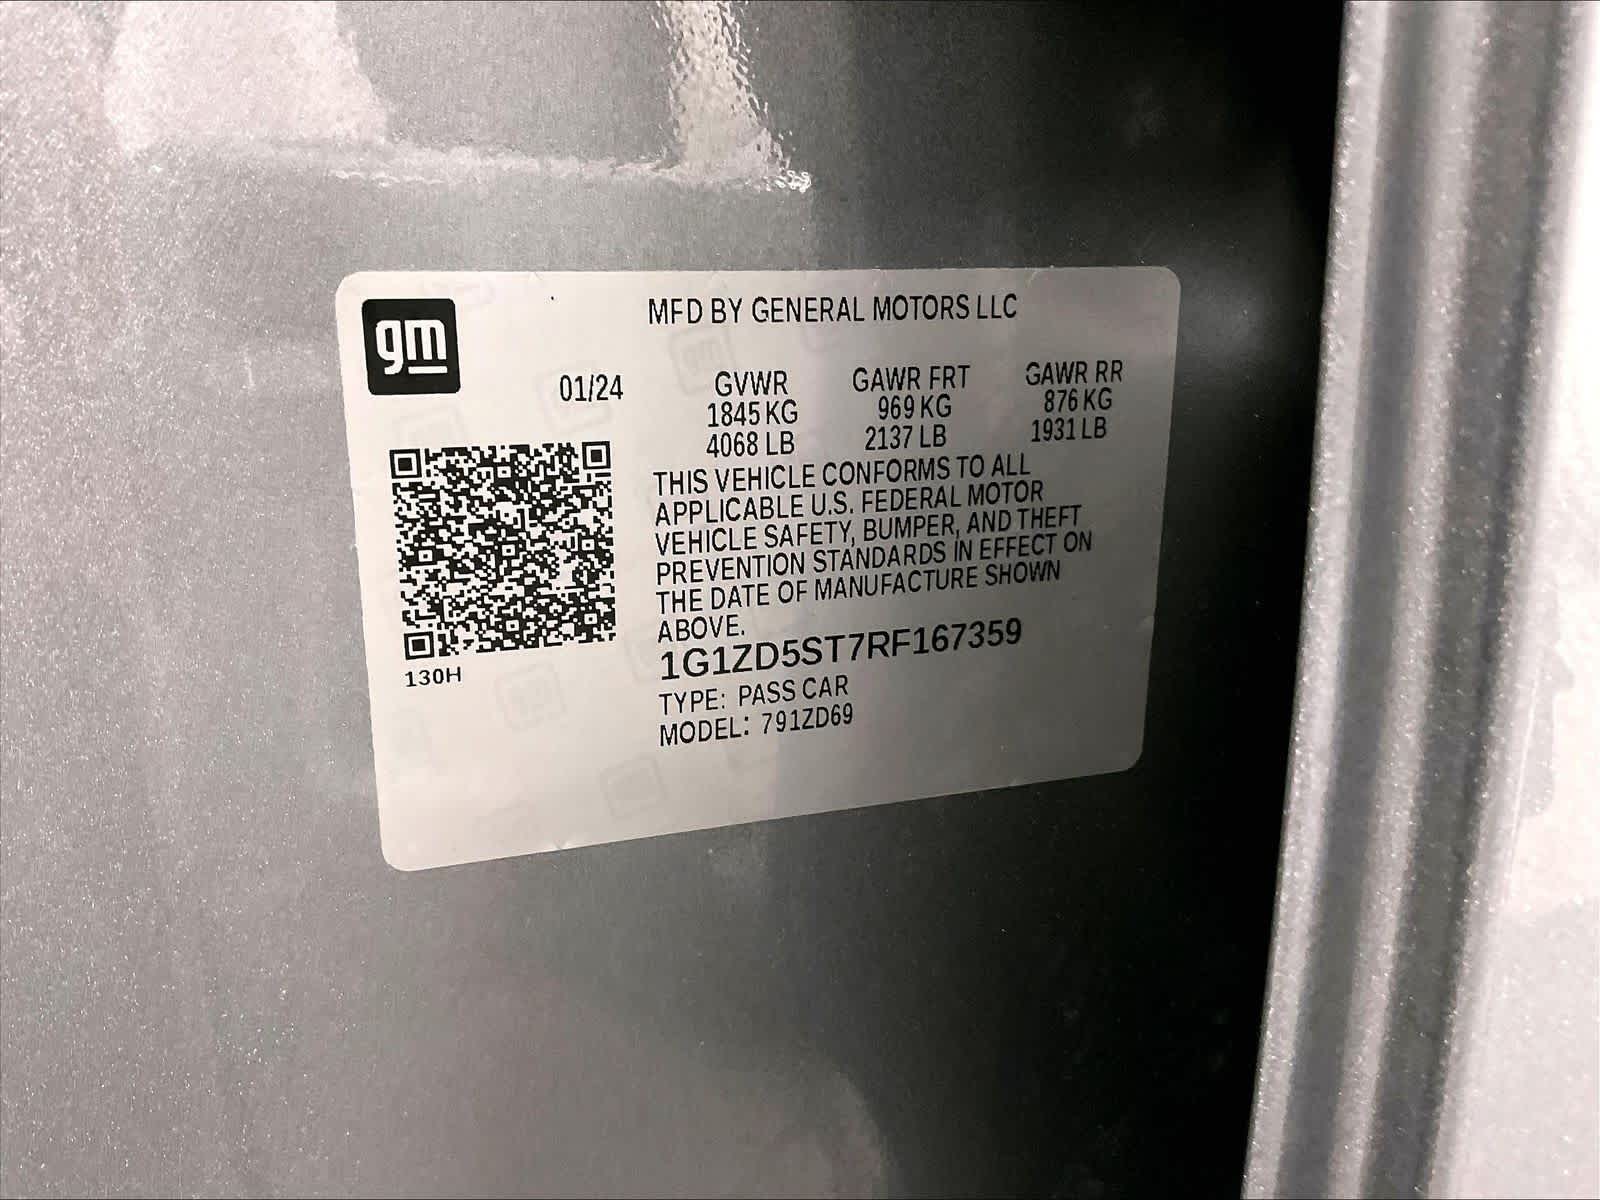 gm
MFD BY GENERAL MOTORS LLC
01/24 GVWR GAWR FRT GAWR RR
1845 KG 969 KG 876 KG
4068 LB 2137 LB 1931 LB
THIS VEHICLE CONFORMS TO ALL
APPLICABLE U.S. FEDERAL MOTOR
VEHICLE SAFETY, BUMPER, AND THEFT
PREVENTION STANDARDS IN EFFECT ON
THE DATE OF MANUFACTURE SHOWN
ABOVE.
1G1ZD5ST7RF167359
130H
TYPE: PASS CAR
MODEL: 791ZD69